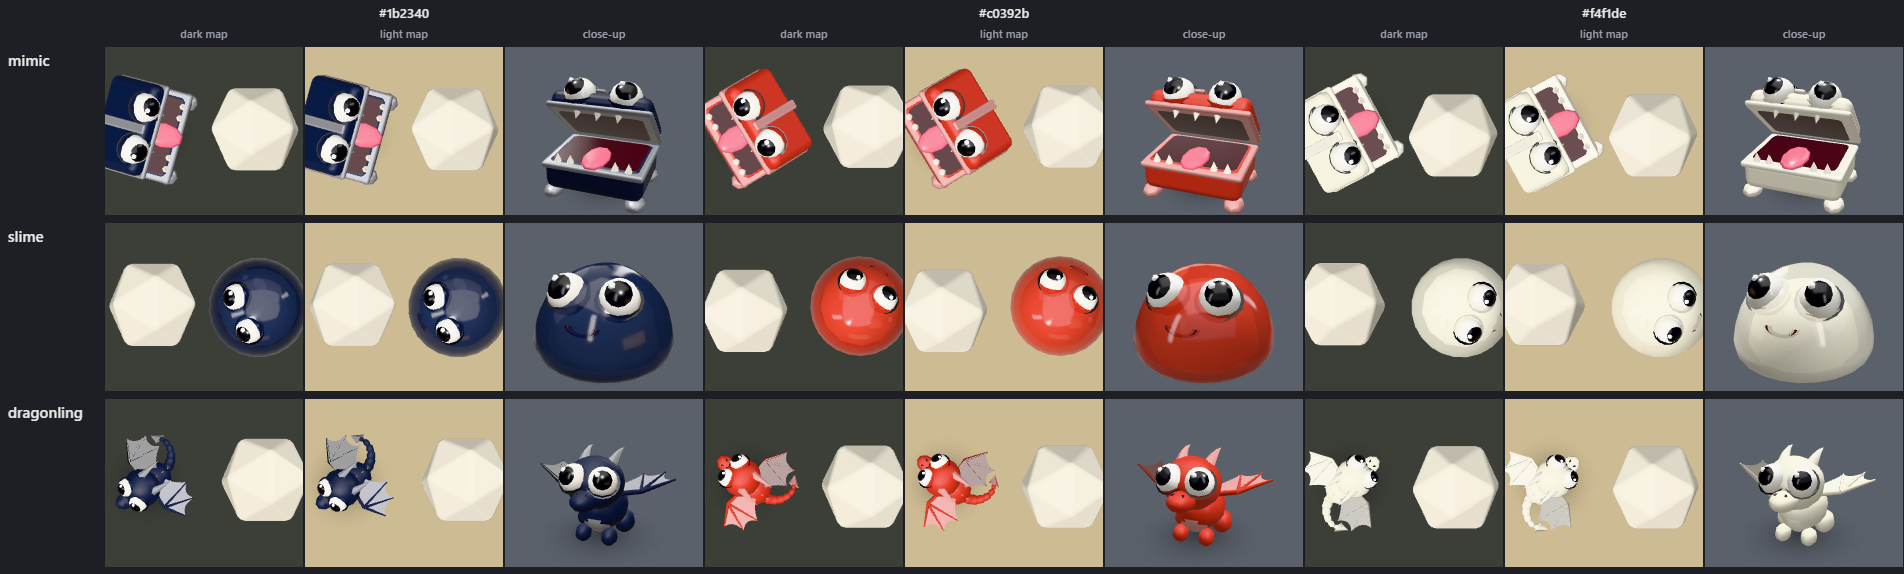 #1b2340 #c0392b #f4f1de
dark map light map close-up dark map light map close-up dark map light map close-up
mimic
slime
dragonling